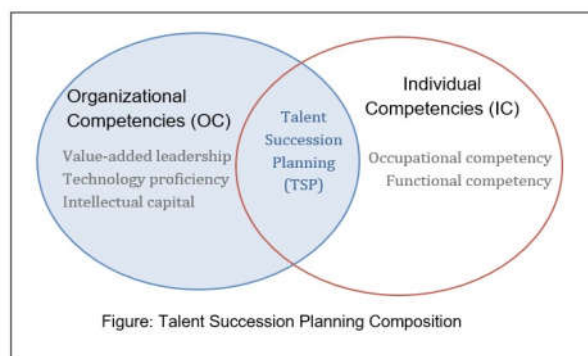 Organizational
Competencies (OC)
Value-added leadership
Technology proficiency
Intellectual capital
Talent
Succession
Planning
(TSP)
Individual
Competencies (IC)
Occupational competency
Functional competency
Figure: Talent Succession Planning Composition